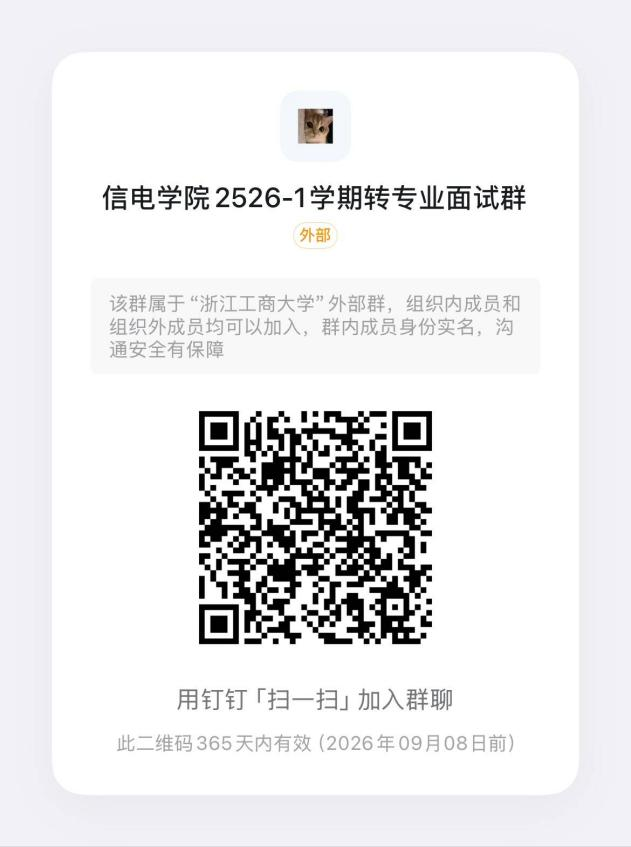 信电学院2526-1学期转专业面试群
外部
该群属于“浙江工商大学”外部群，组织内成员和
组织外成员均可以加入，群内成员身份实名，沟
通安全有保障
用钉钉「扫一扫」加入群聊
此二维码365天内有效（2026年09月08日前）